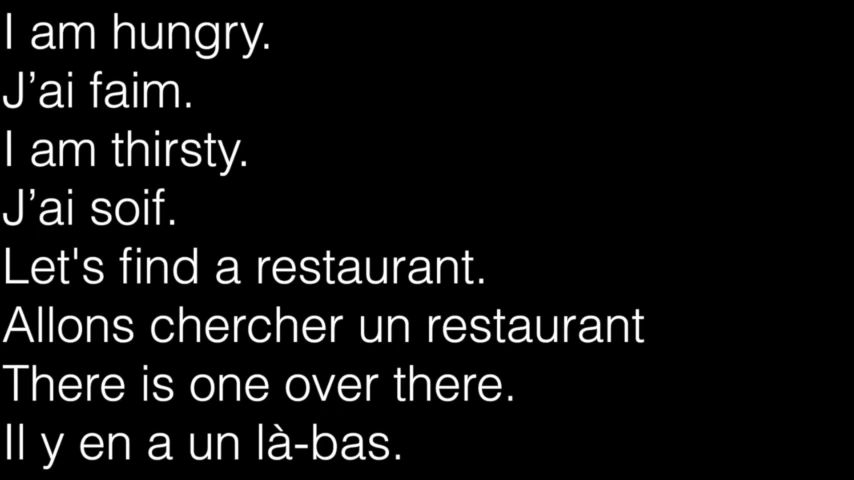 I am hungry.
J’ai faim.
I am thirsty.
J’ai soif.
Let's find a restaurant.
Allons chercher un restaurant
There is one over there.
Il y en a un là-bas.